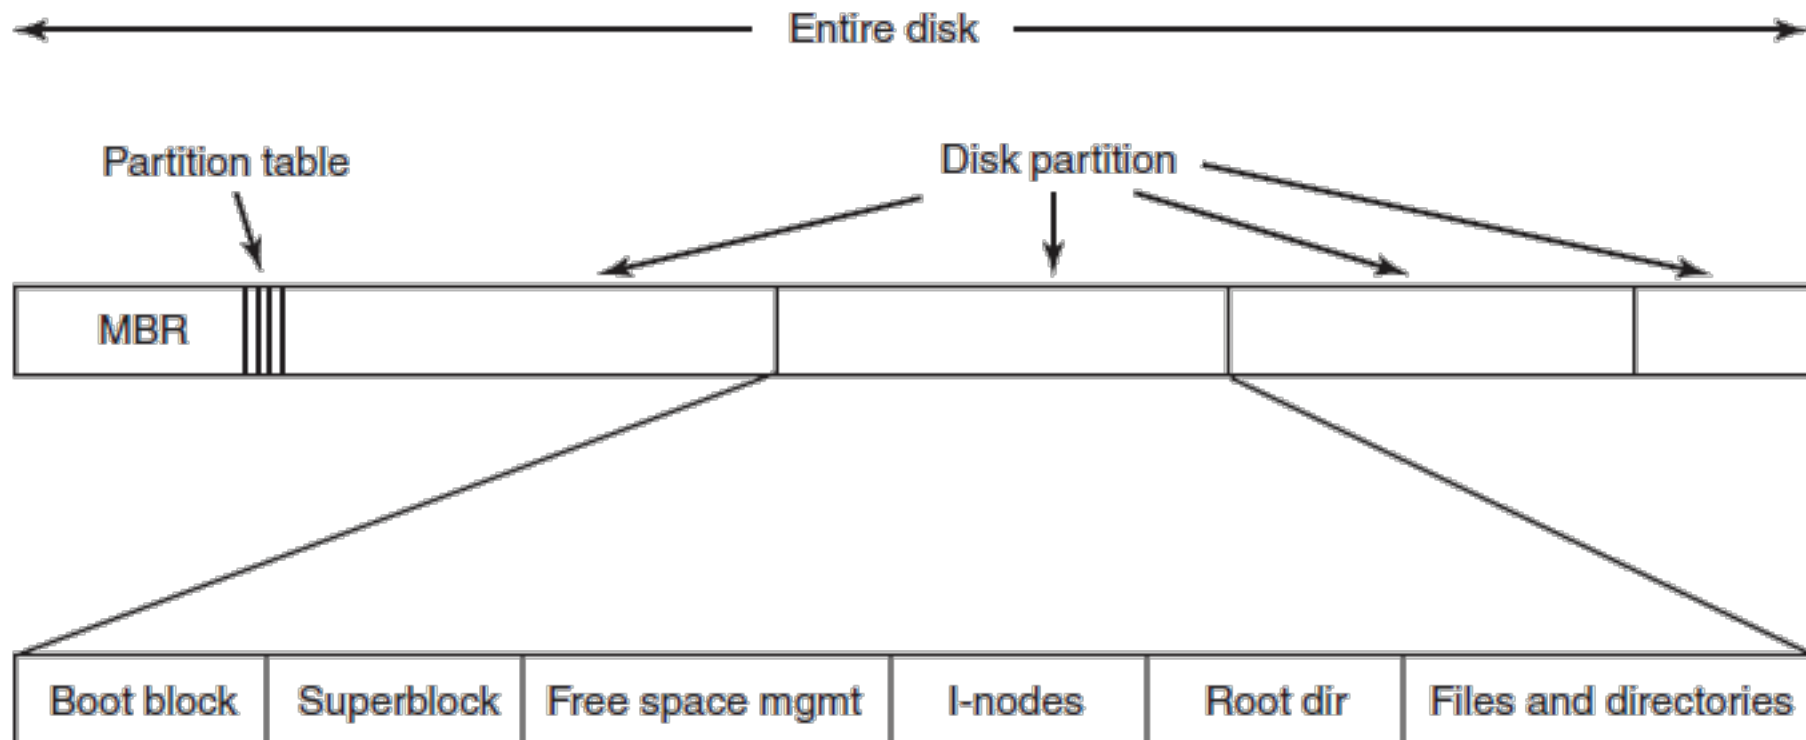 Entire disk
Partition table
Disk partition
MBR
Boot block
Superblock
Free space mgmt
I-nodes
Root dir
Files and directories